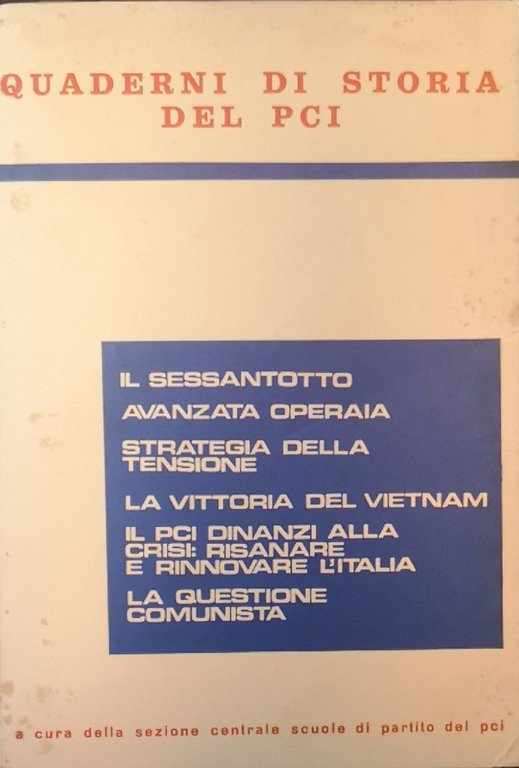 QUADERNI DI STORIA
DEL PCI
IL SESSANTOTTO
AVANZATA OPERAIA
STRATEGIA DELLA
TENSIONE
LA VITTORIA DEL VIETNAM
IL PCI DINANZI ALLA
CRISI: RISANARE
E RINNOVARE L'ITALIA
LA QUESTIONE
COMUNISTA
a cura della sezione centrale scuole di partito del pci